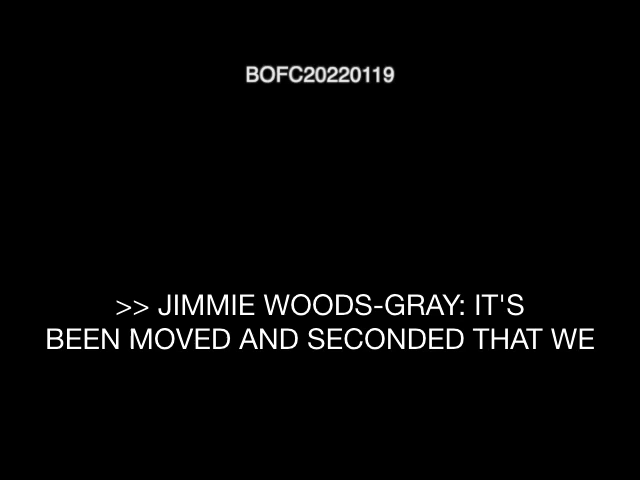 BOFC20220119
>> JIMMIE WOODS-GRAY: IT'S
BEEN MOVED AND SECONDED THAT WE